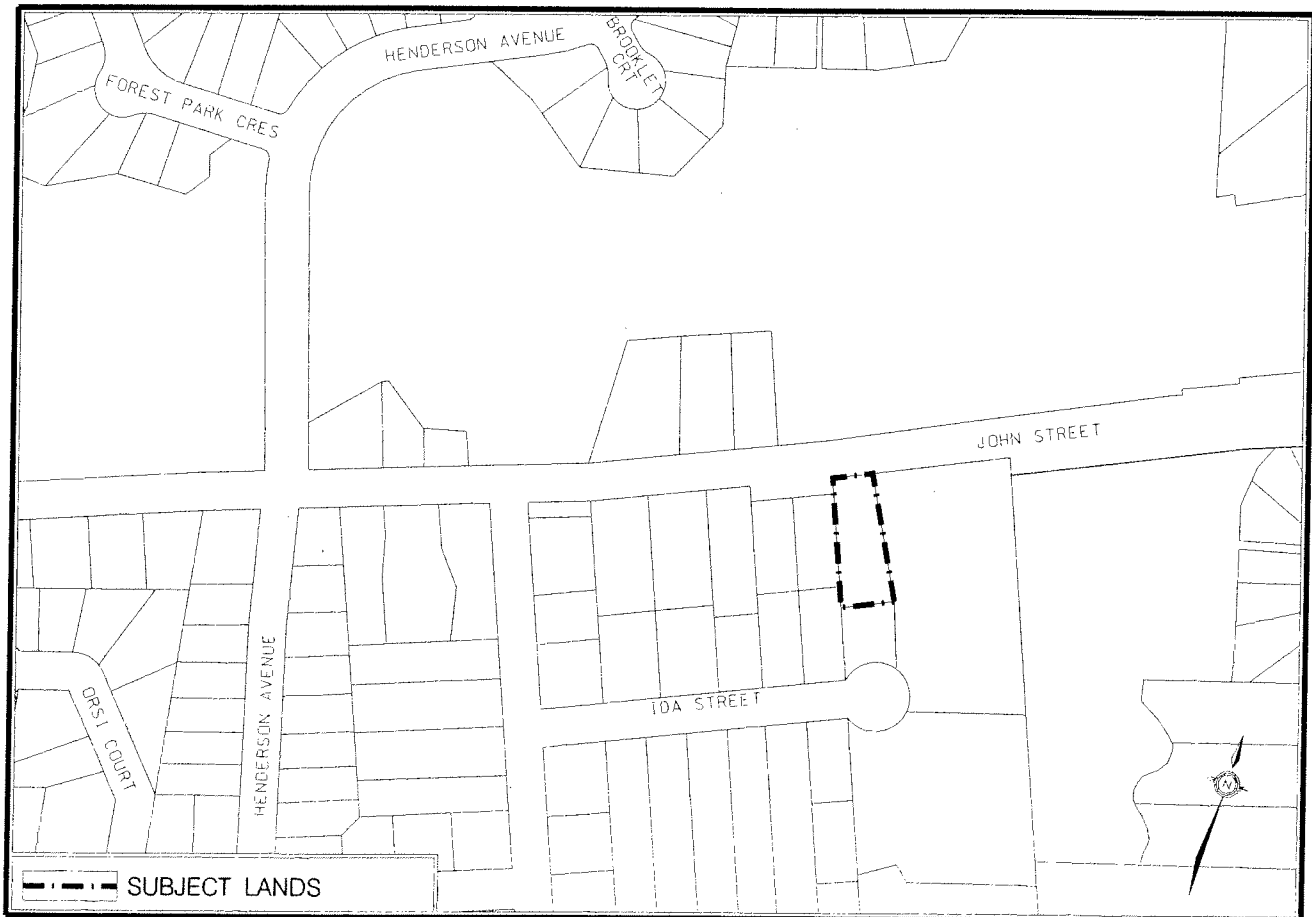 HENDERSON AVENUE
BROOKLET
CRT
FOREST PARK CRES
JOHN STREET
IDA STREET
ORSI COURT
HENDERSON AVENUE
N
SUBJECT LANDS